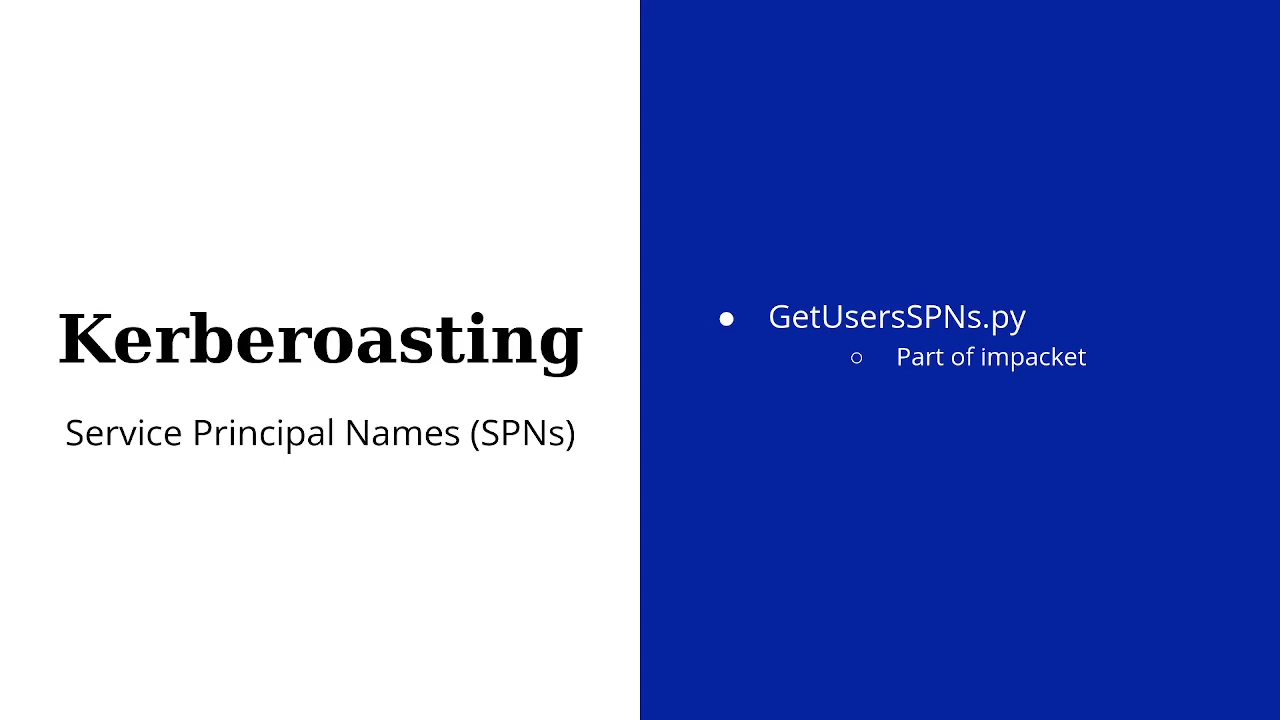 Kerberoasting
Service Principal Names (SPNs)
● GetUsersSPNs.py
○ Part of impacket